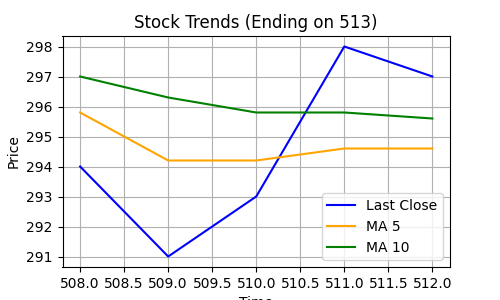 Stock Trends (Ending on 513)
298
297
296
295
294
293
292
291
Price
Last Close
MA 5
MA 10
508.0 508.5 509.0 509.5 510.0 510.5 511.0 511.5 512.0
Time